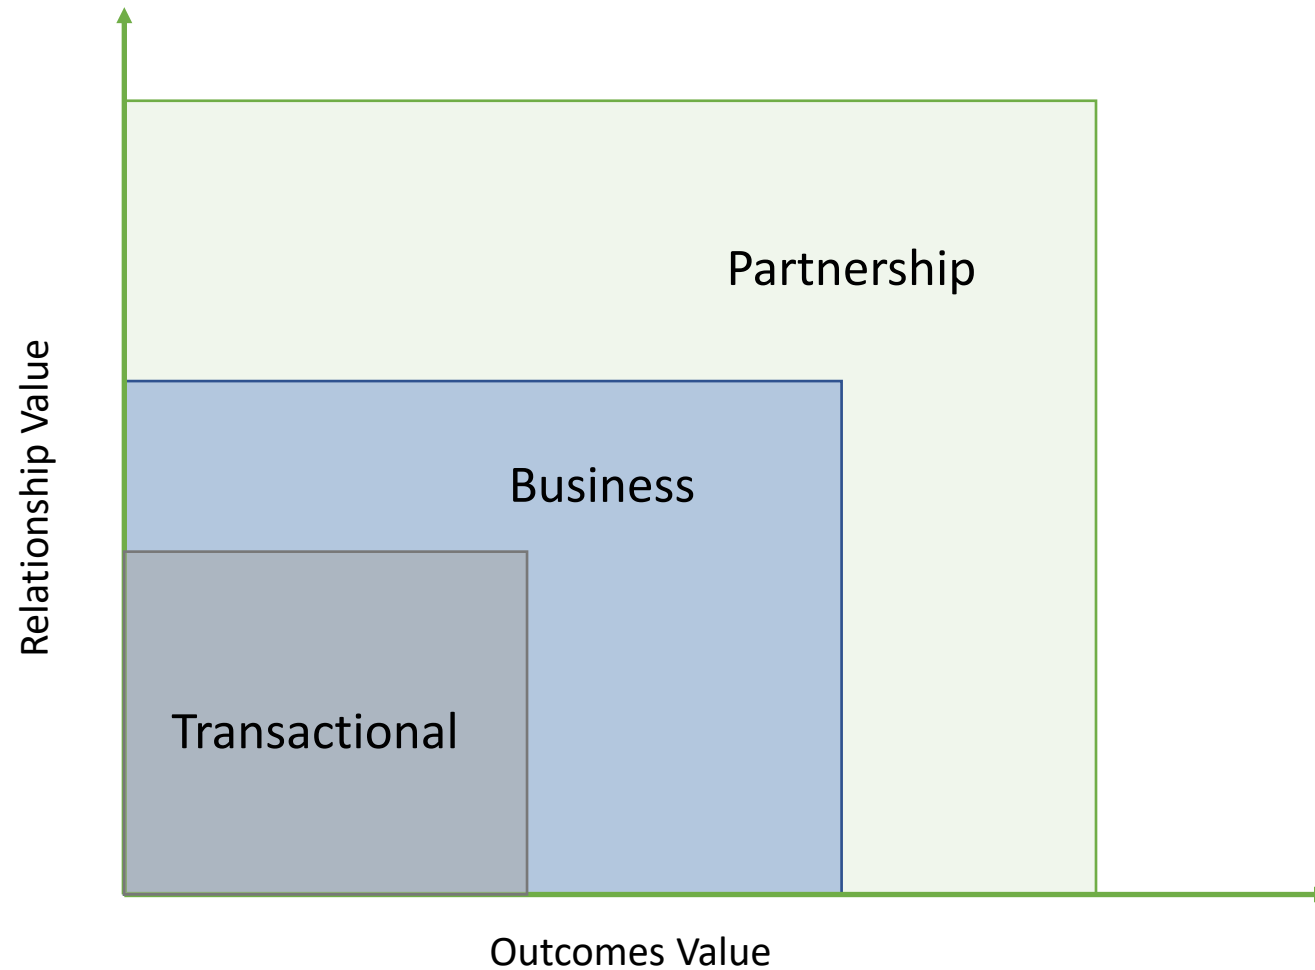 Partnership
Business
Transactional
Relationship Value
Outcomes Value